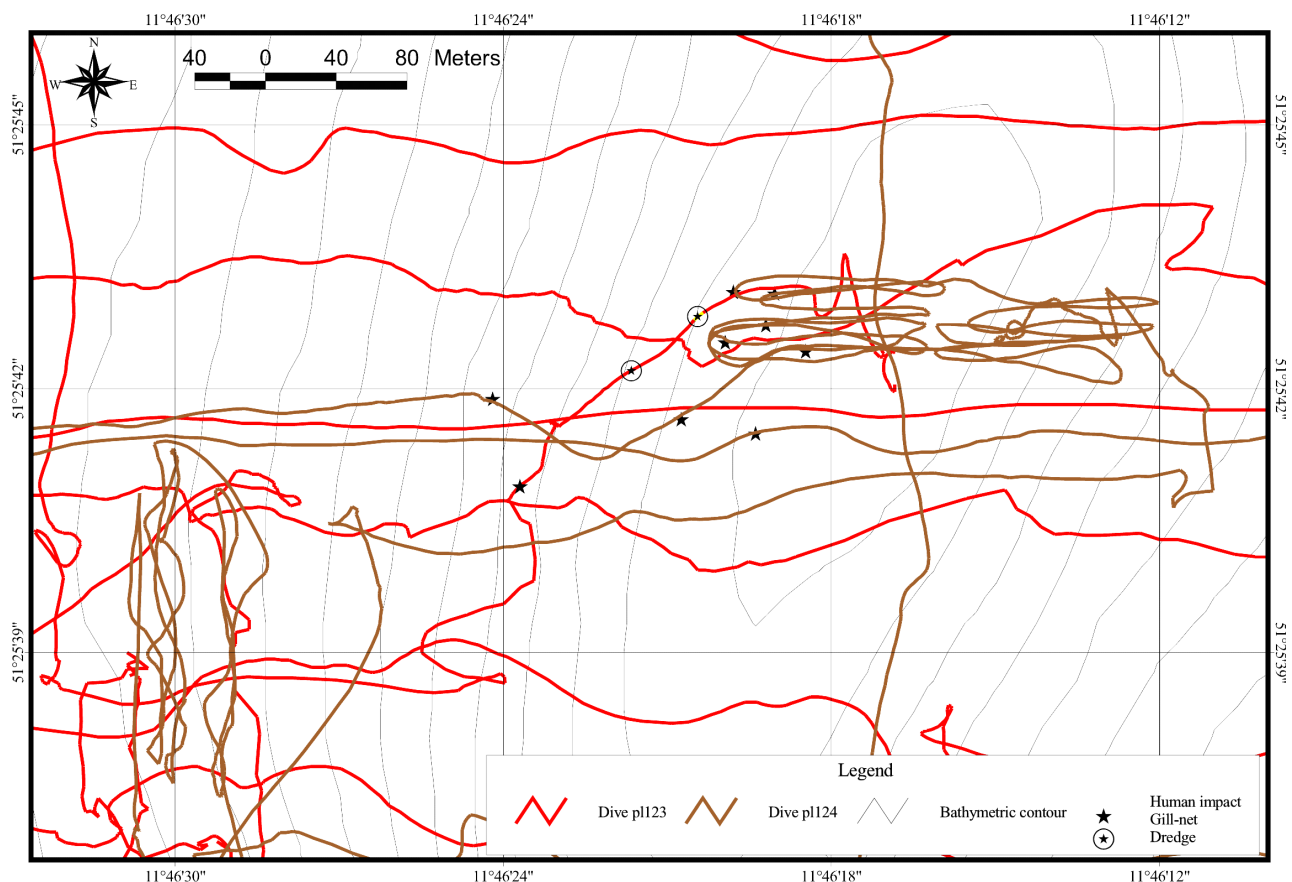 11°46'30" 11°46'24" 11°46'18" 11°46'12"
N
W E
S
40 0 40 80 Meters
51°25'45" 51°25'45"
51°25'42" 51°25'42"
51°25'39" 51°25'39"
Legend
Dive pl123 Dive pl124 Bathymetric contour
Human impact
Gill-net
Dredge
11°46'30" 11°46'24" 11°46'18" 11°46'12"